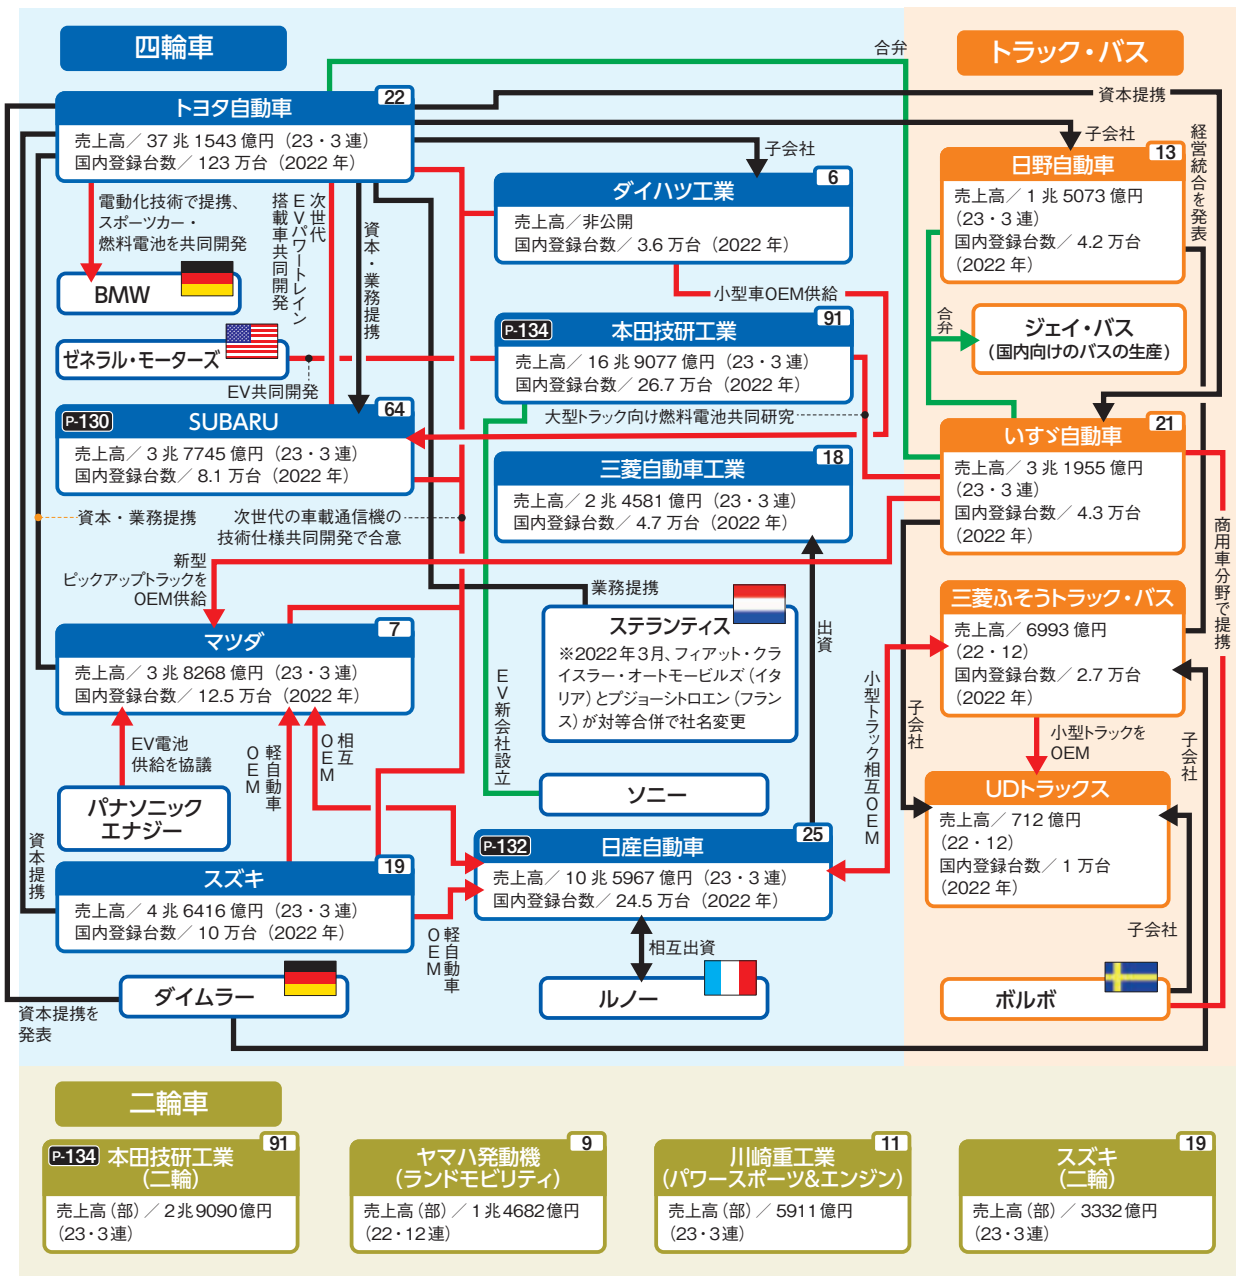 四輪車
トラック・バス
合弁
資本提携
トヨタ自動車
22
売上高／37兆1543億円（23・3連）
国内登録台数／123万台（2022年）
子会社
子会社
経営統合を発表
日野自動車
13
売上高／1兆5073億円
（23・3連）
国内登録台数／4.2万台
（2022年）
ダイハツ工業
6
売上高／非公開
国内登録台数／3.6万台（2022年）
電動化技術で提携、
スポーツカー・
燃料電池を共同開発
次世代
EVパワートレイン
搭載車共同開発
資本・業務提携
BMW
小型車OEM供給
合弁
ジェイ・バス
（国内向けのバスの生産）
ゼネラル・モーターズ
EV共同開発
P-134
本田技研工業
91
売上高／16兆9077億円（23・3連）
国内登録台数／26.7万台（2022年）
大型トラック向け燃料電池共同研究
P-130
SUBARU
64
売上高／3兆7745億円（23・3連）
国内登録台数／8.1万台（2022年）
いすゞ自動車
21
売上高／3兆1955億円
（23・3連）
国内登録台数／4.3万台
（2022年）
三菱自動車工業
18
売上高／2兆4581億円（23・3連）
国内登録台数／4.7万台（2022年）
資本・業務提携
次世代の車載通信機の
技術仕様共同開発で合意
新型
ピックアップトラックを
OEM供給
業務提携
商用車分野で提携
三菱ふそうトラック・バス
売上高／6993億円
（22・12）
国内登録台数／2.7万台
（2022年）
マツダ
7
売上高／3兆8268億円（23・3連）
国内登録台数／12.5万台（2022年）
ステランティス
※2022年3月、フィアット・クラ
イスラー・オートモービルズ（イタ
リア）とプジョーシトロエン（フラン
ス）が対等合併で社名変更
出資
EV新会社設立
小型トラック相互OEM
子会社
小型トラックを
OEM
子会社
EV電池
供給を協議
軽自動車
OEM
相互
OEM
パナソニック
エナジー
ソニー
UDトラックス
売上高／712億円
（22・12）
国内登録台数／1万台
（2022年）
資本提携
P-132
日産自動車
25
売上高／10兆5967億円（23・3連）
国内登録台数／24.5万台（2022年）
スズキ
19
売上高／4兆6416億円（23・3連）
国内登録台数／10万台（2022年）
軽自動車
OEM
相互出資
子会社
ダイムラー
ルノー
ボルボ
資本提携を
発表
二輪車
P-134
本田技研工業
（二輪）
91
売上高（部）／2兆9090億円
（23・3連）
ヤマハ発動機
（ランドモビリティ）
9
売上高（部）／1兆4682億円
（22・12連）
川崎重工業
（パワースポーツ&エンジン）
11
売上高（部）／5911億円
（23・3連）
スズキ
（二輪）
19
売上高（部）／3332億円
（23・3連）